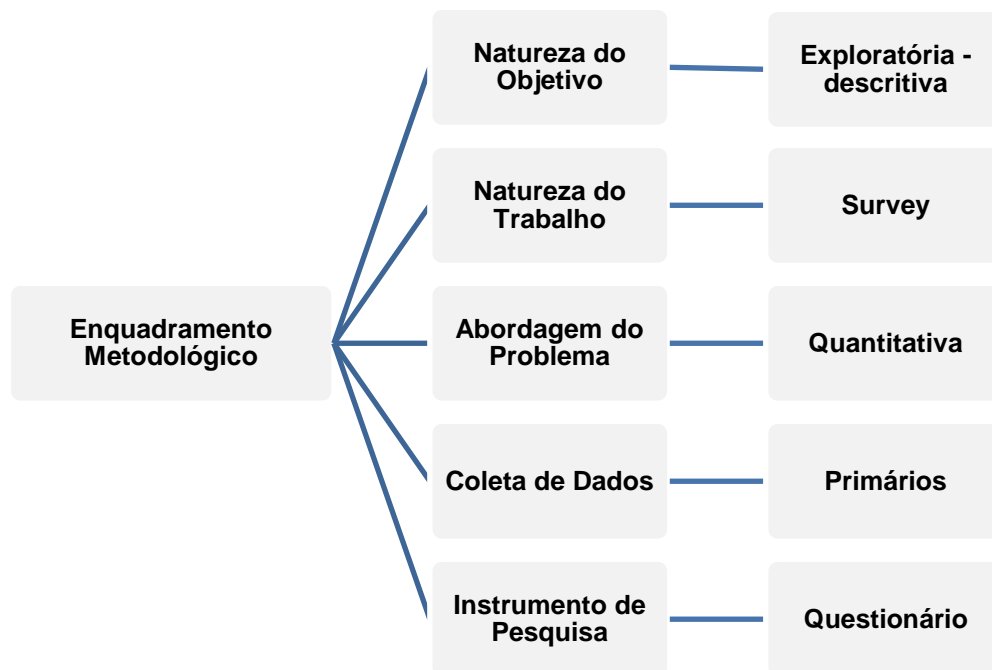 Enquadramento
Metodológico
Natureza do
Objetivo
Exploratória -
descritiva
Natureza do
Trabalho
Survey
Abordagem do
Problema
Quantitativa
Coleta de Dados
Primários
Instrumento de
Pesquisa
Questionário